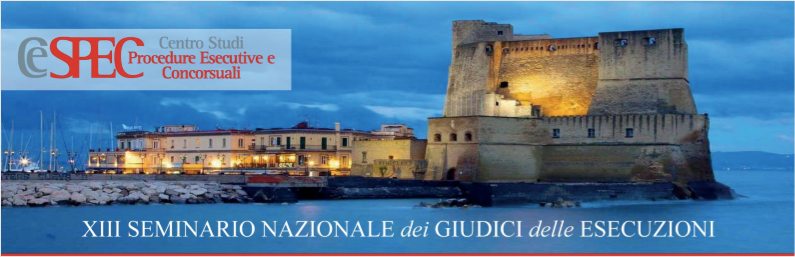 CeSPEC
Centro Studi
Procedure Esecutive e
Concorsuali
XIII SEMINARIO NAZIONALE dei GIUDICI delle ESECUZIONI